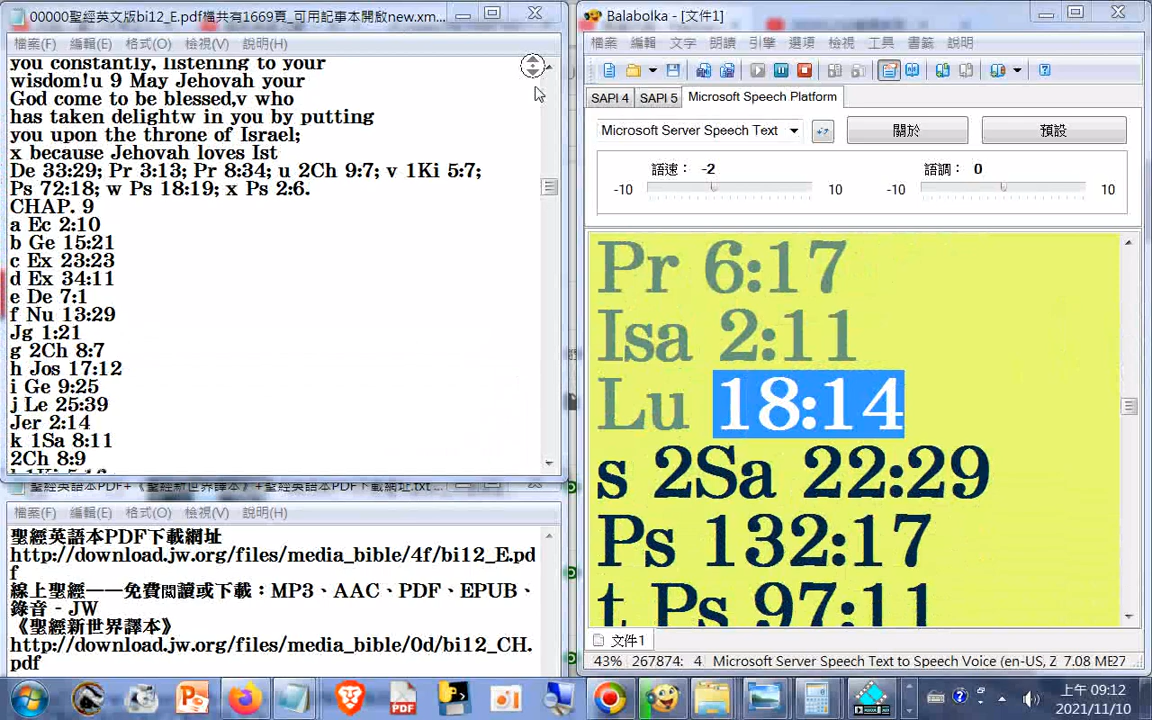 00000聖經英文版bi12_E.pdf檔共有1669頁_可用記事本開啟new.xm...
檔案(F) 編輯(E) 格式(O) 檢視(V) 說明(H)
you constantly, listening to your
wisdom!u 9 May Jehovah your
God come to be blessed,v who
has taken delightw in you by putting
you upon the throne of Israel;
x because Jehovah loves Ist
De 33:29; Pr 3:13; Pr 8:34; u 2Ch 9:7; v 1Ki 5:7;
Ps 72:18; w Ps 18:19; x Ps 2:6.
CHAP. 9
a Ec 2:10
b Ge 15:21
c Ex 23:23
d Ex 34:11
e De 7:1
f Nu 13:29
Jg 1:21
g 2Ch 8:7
h Jos 17:12
i Ge 9:25
j Le 25:39
Jer 2:14
k 1Sa 8:11
2Ch 8:9
聖經英語本PDF+《聖經新世界譯本》+聖經英語本PDF下載網址.txt ...
檔案(F) 編輯(E) 格式(O) 檢視(V) 說明(H)
聖經英語本PDF下載網址
http://download.jw.org/files/media_bible/4f/bi12_E.pd
f
線上聖經——免費閱讀或下載：MP3、AAC、PDF、EPUB、
錄音 - JW
《聖經新世界譯本》
http://download.jw.org/files/media_bible/0d/bi12_CH.
pdf
Balabolka - [文件1]
檔案 編輯 文字 朗讀 引擎 選項 檢視 工具 書籤 說明
SAPI 4 SAPI 5 Microsoft Speech Platform
Microsoft Server Speech Text 關於 預設
語速： -2 語調： 0
-10 10 -10 10
Pr 6:17
Isa 2:11
Lu 18:14
s 2Sa 22:29
Ps 132:17
t Ps 97:11
文件1
43% 267874: 4 Microsoft Server Speech Text to Speech Voice (en-US, Z 7.08 ME27
上午 09:12
2021/11/10